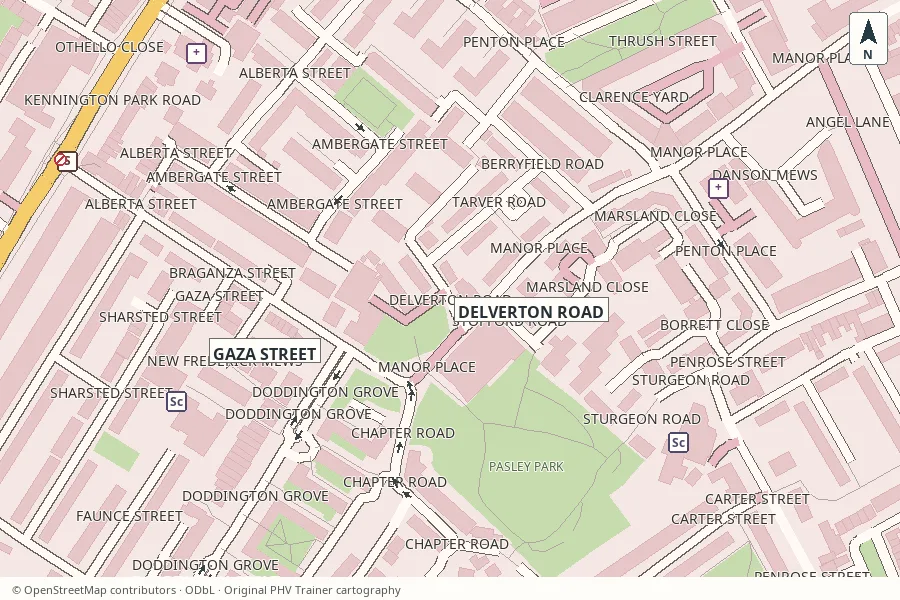 OTHELLO CLOSE
PENTON PLACE
THRUSH STREET
MANOR PLA
N
ALBERTA STREET
KENNINGTON PARK ROAD
CLARENCE YARD
ANGEL LANE
AMBERGATE STREET
ALBERTA STREET
MANOR PLACE
BERRYFIELD ROAD
AMBERGATE STREET
DANSON MEWS
ALBERTA STREET
AMBERGATE STREET
TARVER ROAD
MARSLAND CLOSE
MANOR PLACE
PENTON PLACE
BRAGANZA STREET
MARSLAND CLOSE
GAZA STREET
DELVERTON ROAD
DELVERTON ROAD
SHARSTED STREET
STOPFORD ROAD
BORRETT CLOSE
GAZA STREET
NEW FREDERICK MEWS
MANOR PLACE
PENROSE STREET
STURGEON ROAD
SHARSTED STREET
Sc
DODDINGTON GROVE
DODDINGTON GROVE
STURGEON ROAD
CHAPTER ROAD
Sc
PASLEY PARK
CHAPTER ROAD
DODDINGTON GROVE
CARTER STREET
FAUNCE STREET
CARTER STREET
CHAPTER ROAD
DODDINGTON GROVE
PENROSE STREET
© OpenStreetMap contributors · ODbL · Original PHV Trainer cartography